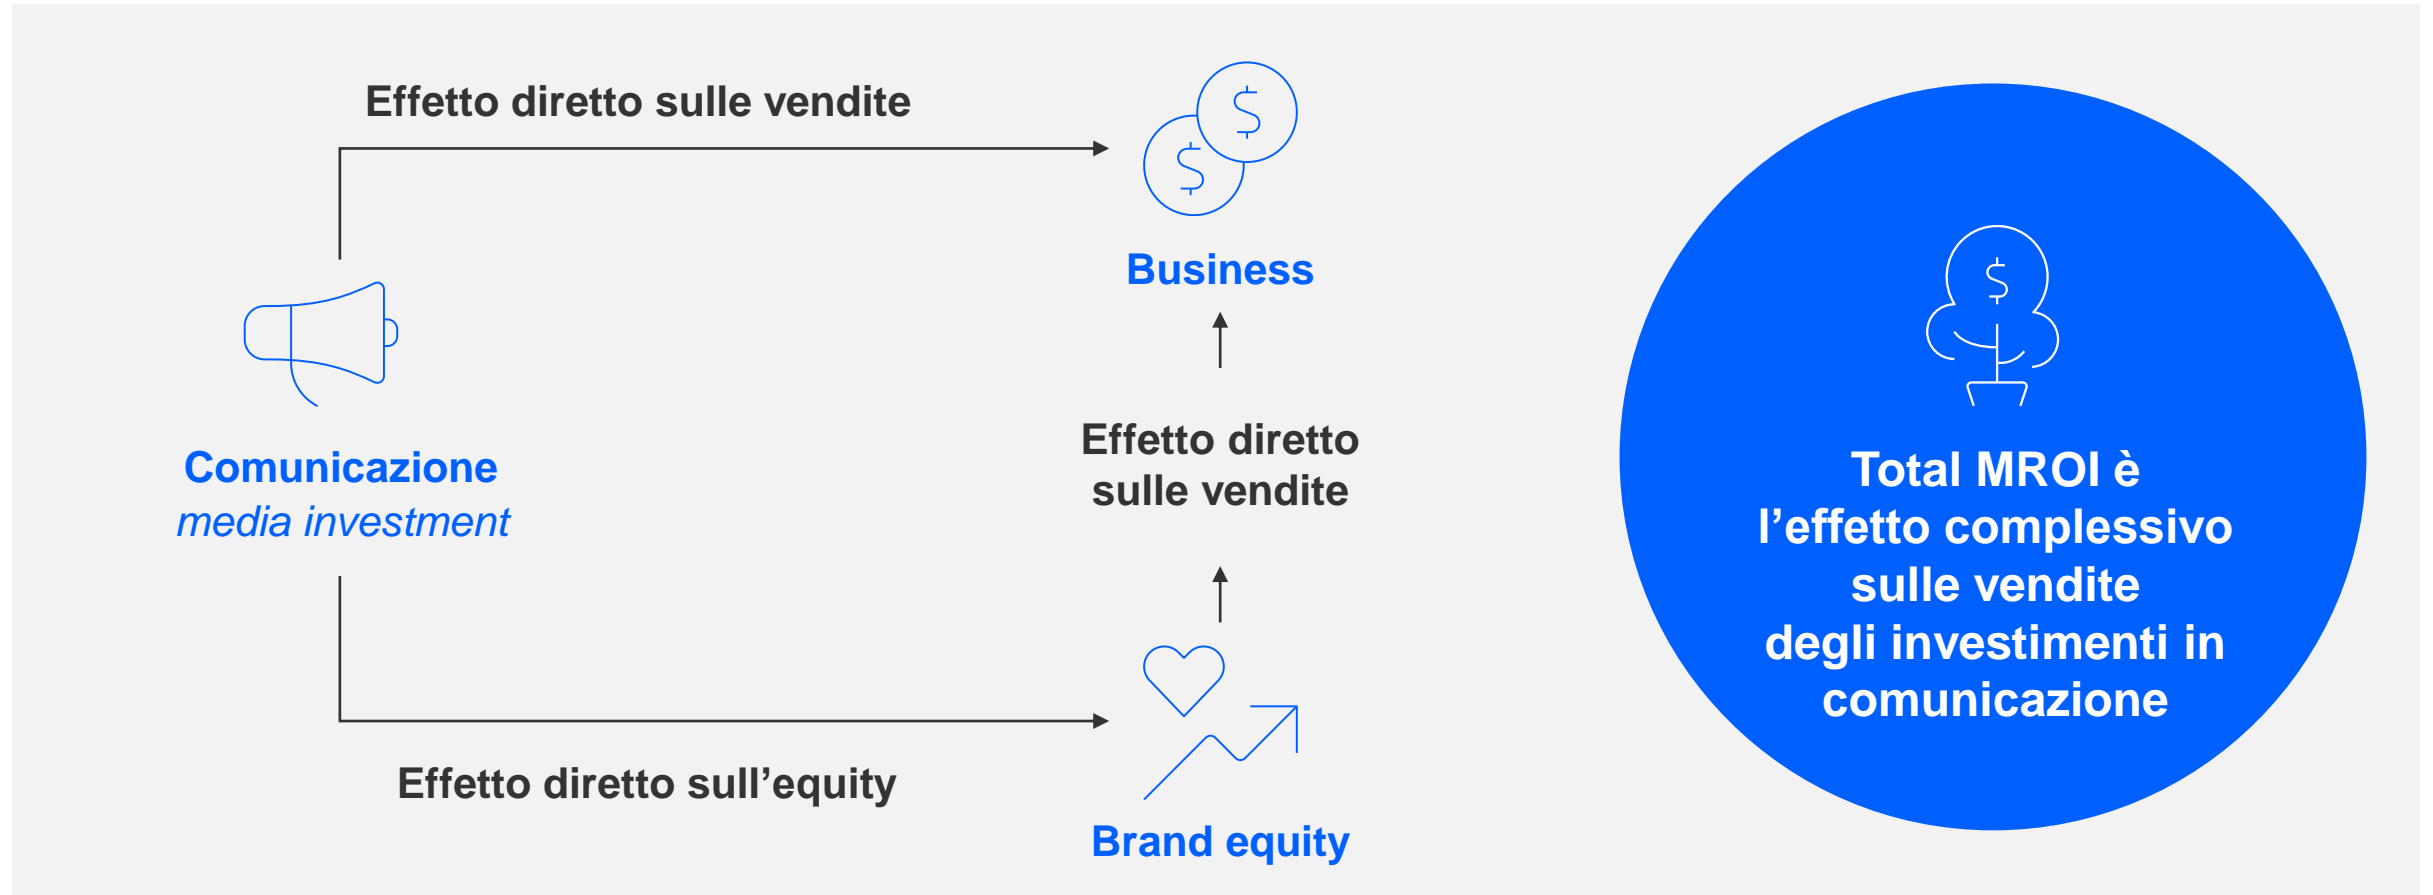 Effetto diretto sulle vendite
$
$
Business
Comunicazione
media investment
Effetto diretto
sulle vendite
Effetto diretto sull’equity
Brand equity
$
Total MROI è
l’effetto complessivo
sulle vendite
degli investimenti in
comunicazione